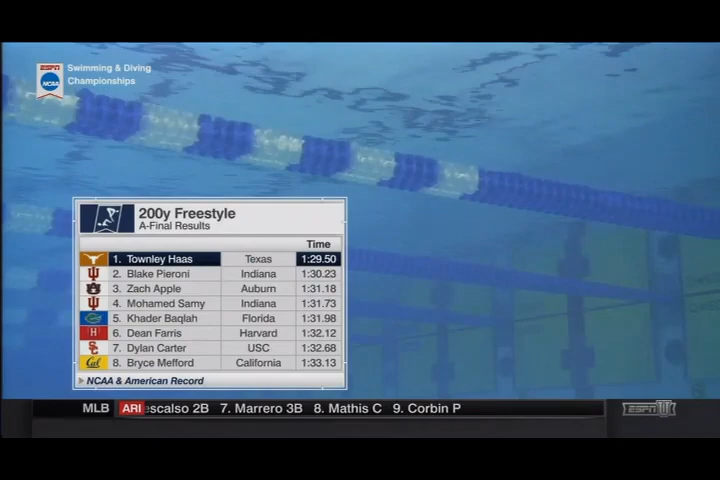 ESPN
NCAA
Swimming & Diving
Championships
200y Freestyle
A-Final Results
Time
1. Townley Haas Texas 1:29.50
2. Blake Pieroni Indiana 1:30.23
3. Zach Apple Auburn 1:31.18
4. Mohamed Samy Indiana 1:31.73
5. Khader Baqlah Florida 1:31.98
H 6. Dean Farris Harvard 1:32.12
SC 7. Dylan Carter USC 1:32.68
Cal 8. Bryce Mefford California 1:33.13
NCAA & American Record
MLB ARI escalso 2B 7. Marrero 3B 8. Mathis C 9. Corbin P
ESPN U